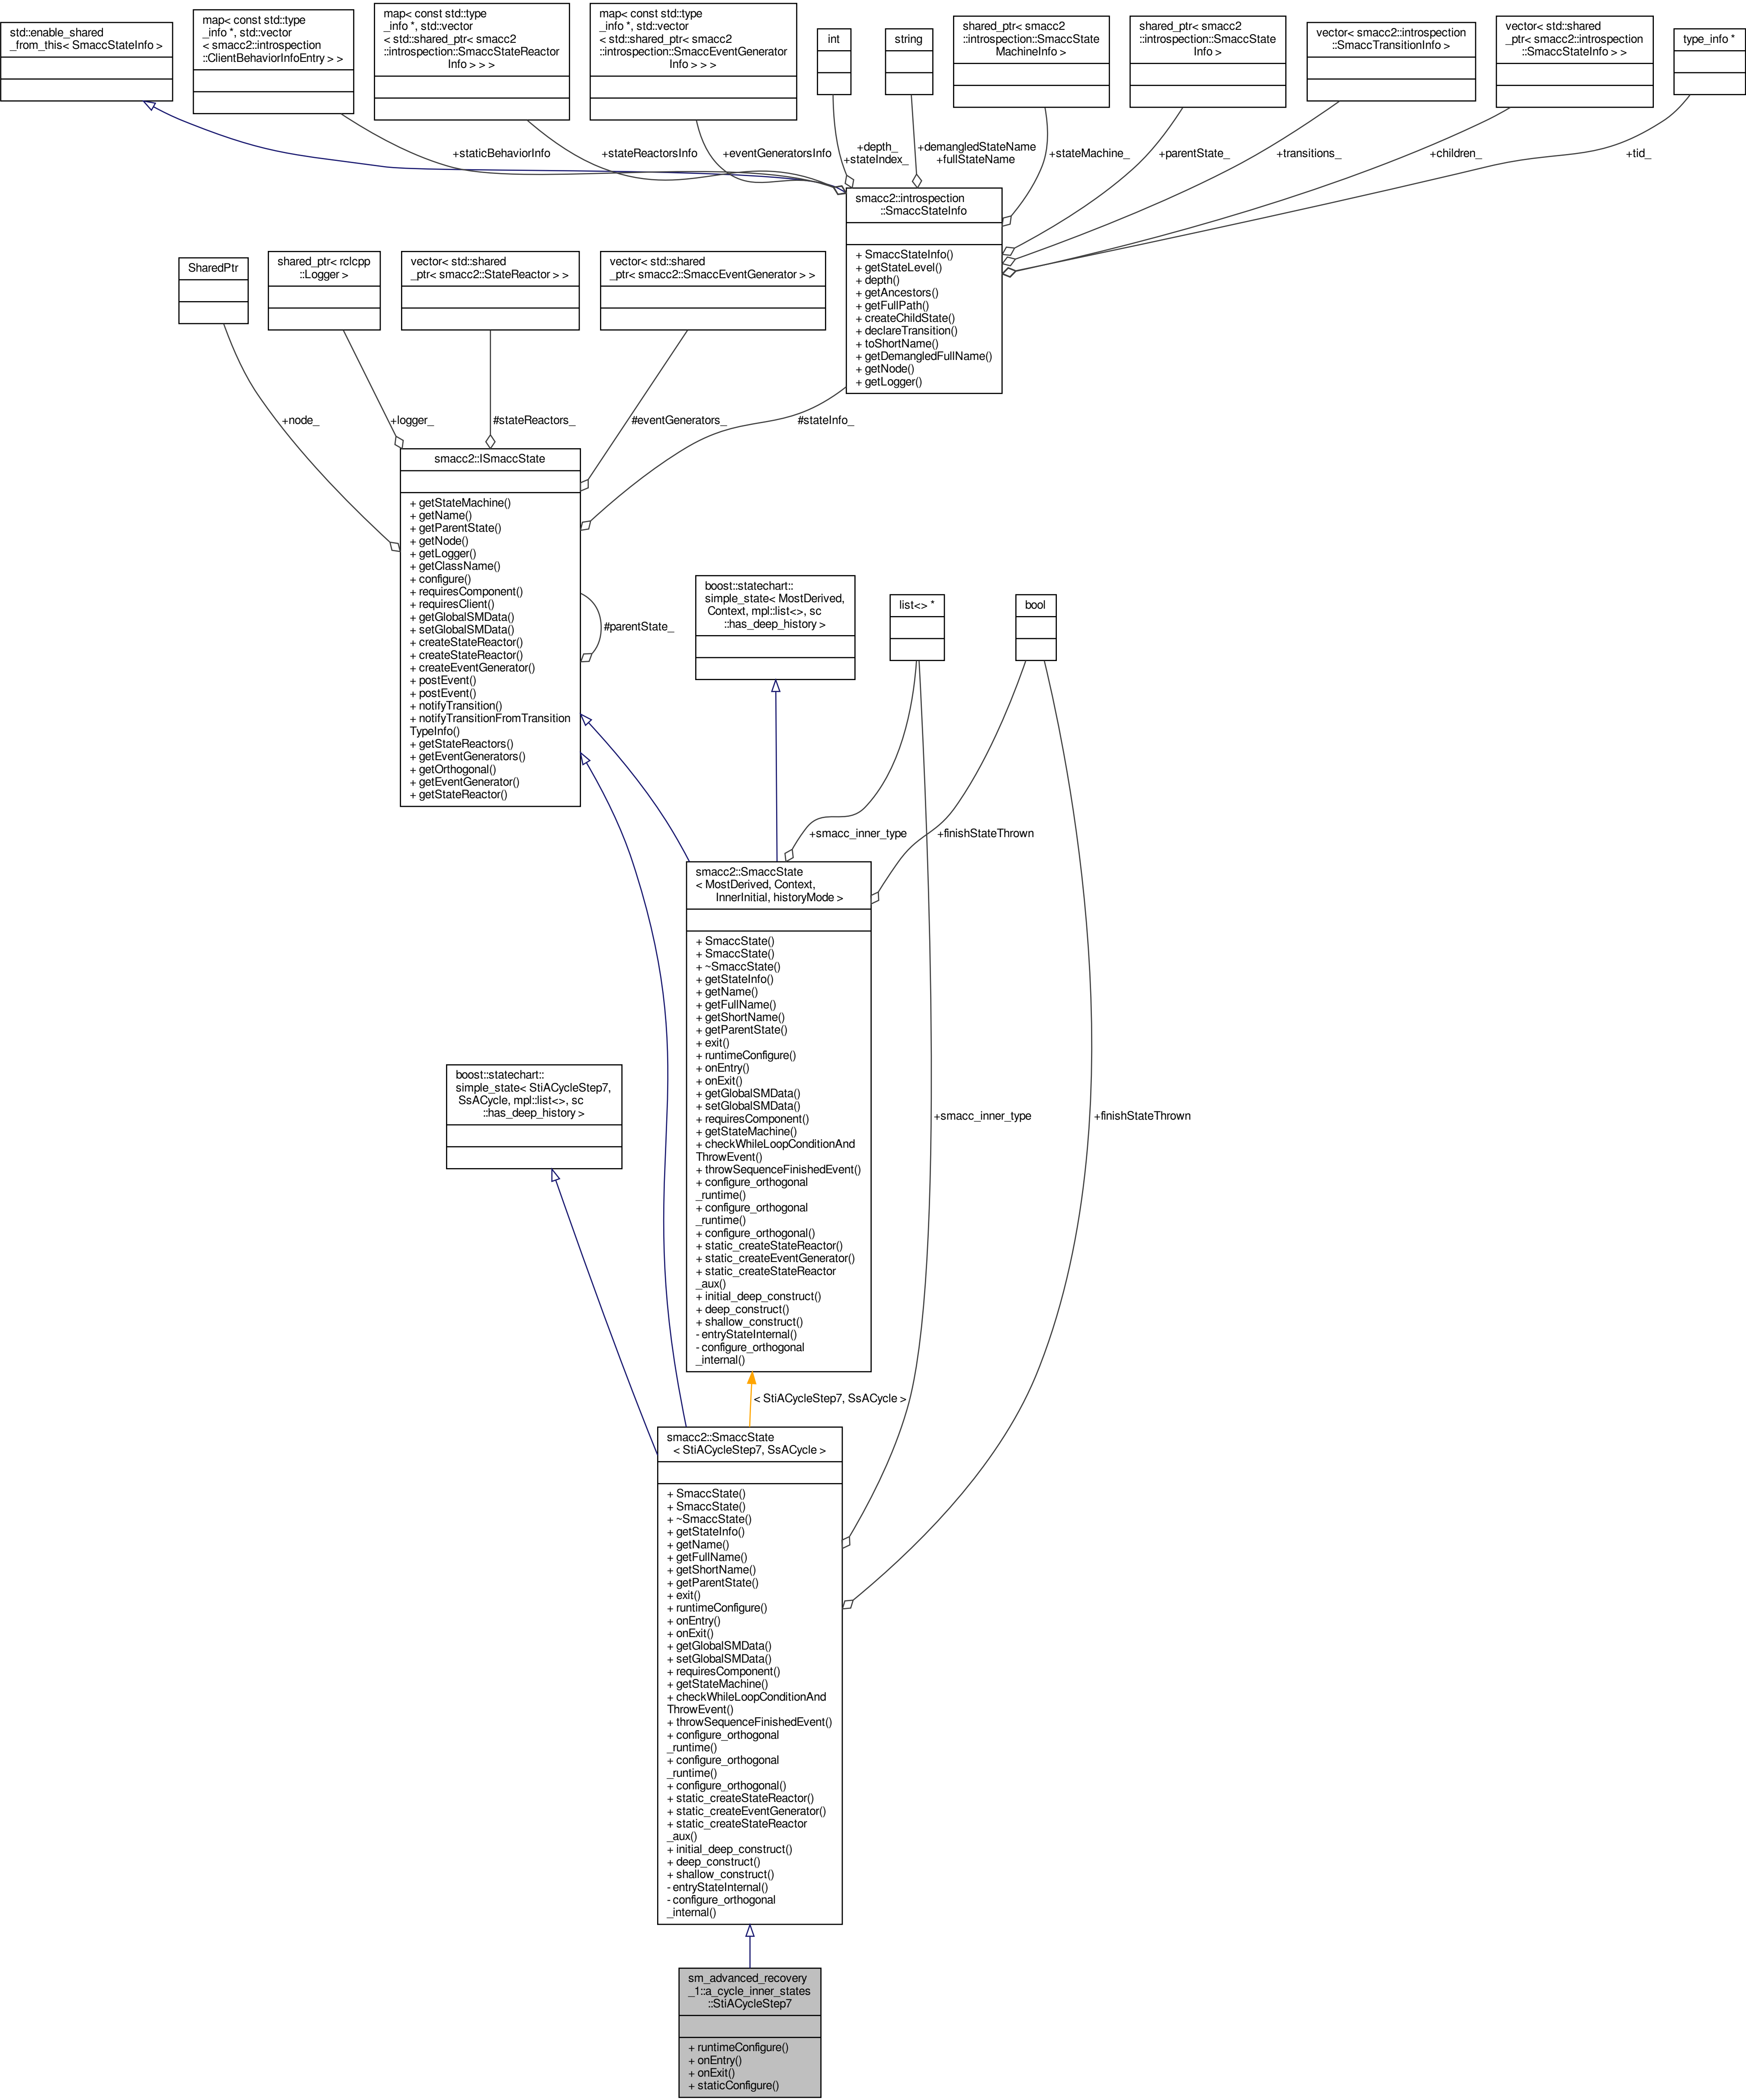 std::enable_shared
_from_this< SmaccStateInfo >
map< const std::type
_info *, std::vector
< smacc2::introspection
::ClientBehaviorInfoEntry > >
map< const std::type
_info *, std::vector
< std::shared_ptr< smacc2
::introspection::SmaccStateReactor
Info > > >
map< const std::type
_info *, std::vector
< std::shared_ptr< smacc2
::introspection::SmaccEventGenerator
Info > > >
int
string
shared_ptr< smacc2
::introspection::SmaccState
MachineInfo >
shared_ptr< smacc2
::introspection::SmaccState
Info >
vector< smacc2::introspection
::SmaccTransitionInfo >
vector< std::shared
_ptr< smacc2::introspection
::SmaccStateInfo > >
type_info *
+staticBehaviorInfo
+stateReactorsInfo
+eventGeneratorsInfo
+depth_
+stateIndex_
+demangledStateName
+fullStateName
+stateMachine_
+parentState_
+transitions_
+children_
+tid_
smacc2::introspection
::SmaccStateInfo
+ SmaccStateInfo()
+ getStateLevel()
+ depth()
+ getAncestors()
+ getFullPath()
+ createChildState()
+ declareTransition()
+ toShortName()
+ getDemangledFullName()
+ getNode()
+ getLogger()
SharedPtr
shared_ptr< rclcpp
::Logger >
vector< std::shared
_ptr< smacc2::StateReactor > >
vector< std::shared
_ptr< smacc2::SmaccEventGenerator > >
+node_
+logger_
#stateReactors_
#eventGenerators_
#stateInfo_
smacc2::ISmaccState
+ getStateMachine()
+ getName()
+ getParentState()
+ getNode()
+ getLogger()
+ getClassName()
+ configure()
+ requiresComponent()
+ requiresClient()
+ getGlobalSMData()
+ setGlobalSMData()
+ createStateReactor()
+ createStateReactor()
+ createEventGenerator()
+ postEvent()
+ postEvent()
+ notifyTransition()
+ notifyTransitionFromTransition
TypeInfo()
+ getStateReactors()
+ getEventGenerators()
+ getOrthogonal()
+ getEventGenerator()
+ getStateReactor()
#parentState_
boost::statechart::
simple_state< MostDerived,
Context, mpl::list<>, sc
::has_deep_history >
list<> *
bool
+smacc_inner_type
+finishStateThrown
smacc2::SmaccState
< MostDerived, Context,
InnerInitial, historyMode >
+ SmaccState()
+ SmaccState()
+ ~SmaccState()
+ getStateInfo()
+ getName()
+ getFullName()
+ getShortName()
+ getParentState()
+ exit()
+ runtimeConfigure()
+ onEntry()
+ onExit()
+ getGlobalSMData()
+ setGlobalSMData()
+ requiresComponent()
+ getStateMachine()
+ checkWhileLoopConditionAnd
ThrowEvent()
+ throwSequenceFinishedEvent()
+ configure_orthogonal
_runtime()
+ configure_orthogonal
_runtime()
+ configure_orthogonal()
+ static_createStateReactor()
+ static_createEventGenerator()
+ static_createStateReactor
_aux()
+ initial_deep_construct()
+ deep_construct()
+ shallow_construct()
- entryStateInternal()
- configure_orthogonal
_internal()
boost::statechart::
simple_state< StiACycleStep7,
SsACycle, mpl::list<>, sc
::has_deep_history >
+smacc_inner_type
+finishStateThrown
< StiACycleStep7, SsACycle >
smacc2::SmaccState
< StiACycleStep7, SsACycle >
+ SmaccState()
+ SmaccState()
+ ~SmaccState()
+ getStateInfo()
+ getName()
+ getFullName()
+ getShortName()
+ getParentState()
+ exit()
+ runtimeConfigure()
+ onEntry()
+ onExit()
+ getGlobalSMData()
+ setGlobalSMData()
+ requiresComponent()
+ getStateMachine()
+ checkWhileLoopConditionAnd
ThrowEvent()
+ throwSequenceFinishedEvent()
+ configure_orthogonal
_runtime()
+ configure_orthogonal
_runtime()
+ configure_orthogonal()
+ static_createStateReactor()
+ static_createEventGenerator()
+ static_createStateReactor
_aux()
+ initial_deep_construct()
+ deep_construct()
+ shallow_construct()
- entryStateInternal()
- configure_orthogonal
_internal()
sm_advanced_recovery
_1::a_cycle_inner_states
::StiACycleStep7
+ runtimeConfigure()
+ onEntry()
+ onExit()
+ staticConfigure()